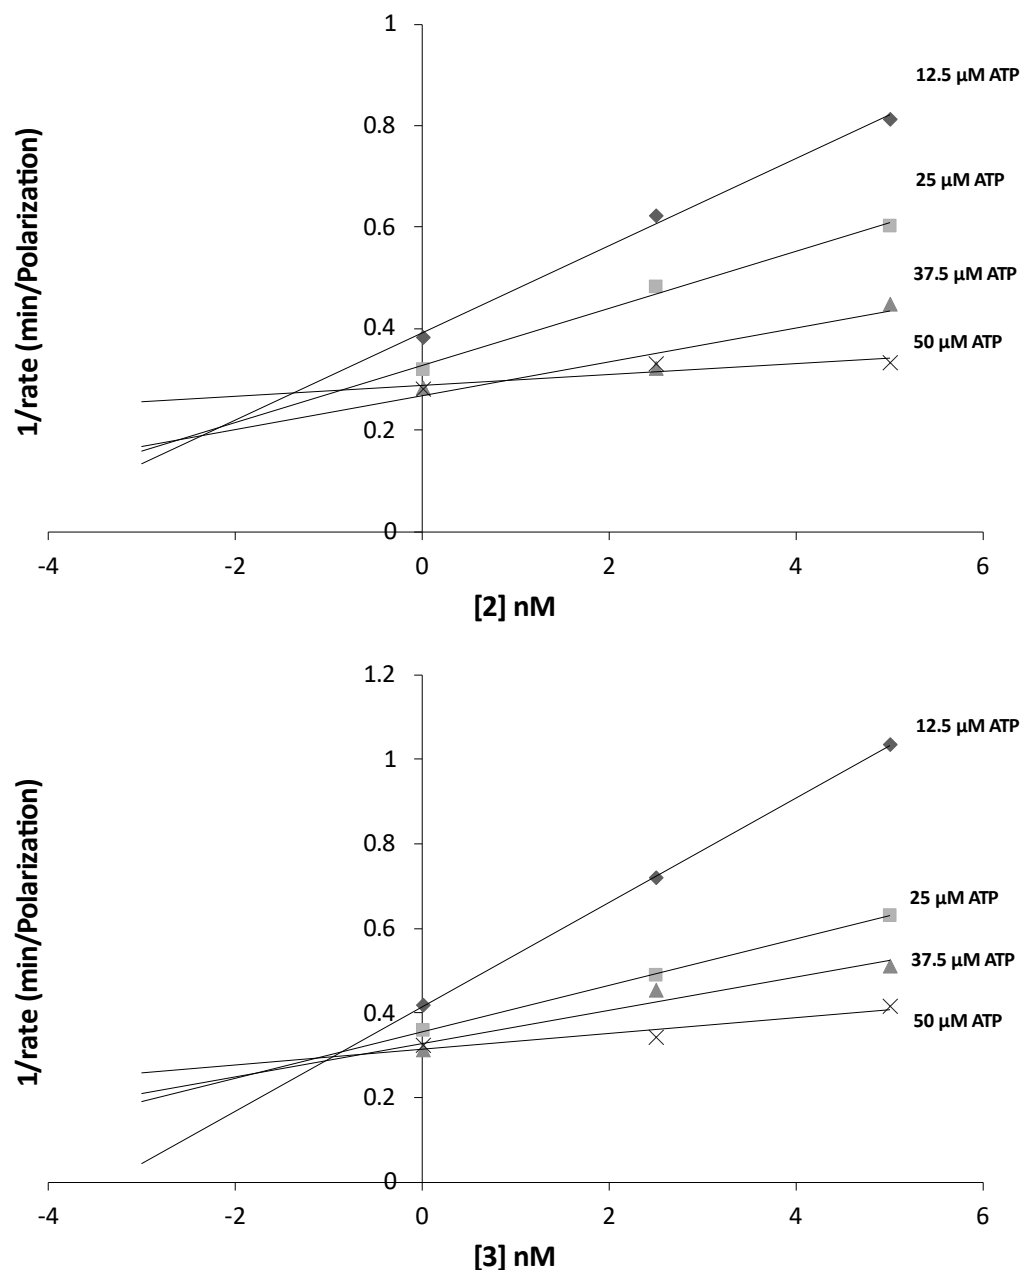 1
12.5 µM ATP
0.8
25 µM ATP
1/rate (min/Polarization)
0.6
37.5 µM ATP
0.4
50 µM ATP
0.2
0
-4 -2 0 2 4 6
[2] nM
1.2
12.5 µM ATP
1
0.8
1/rate (min/Polarization)
25 µM ATP
0.6
37.5 µM ATP
0.4
50 µM ATP
0.2
0
-4 -2 0 2 4 6
[3] nM